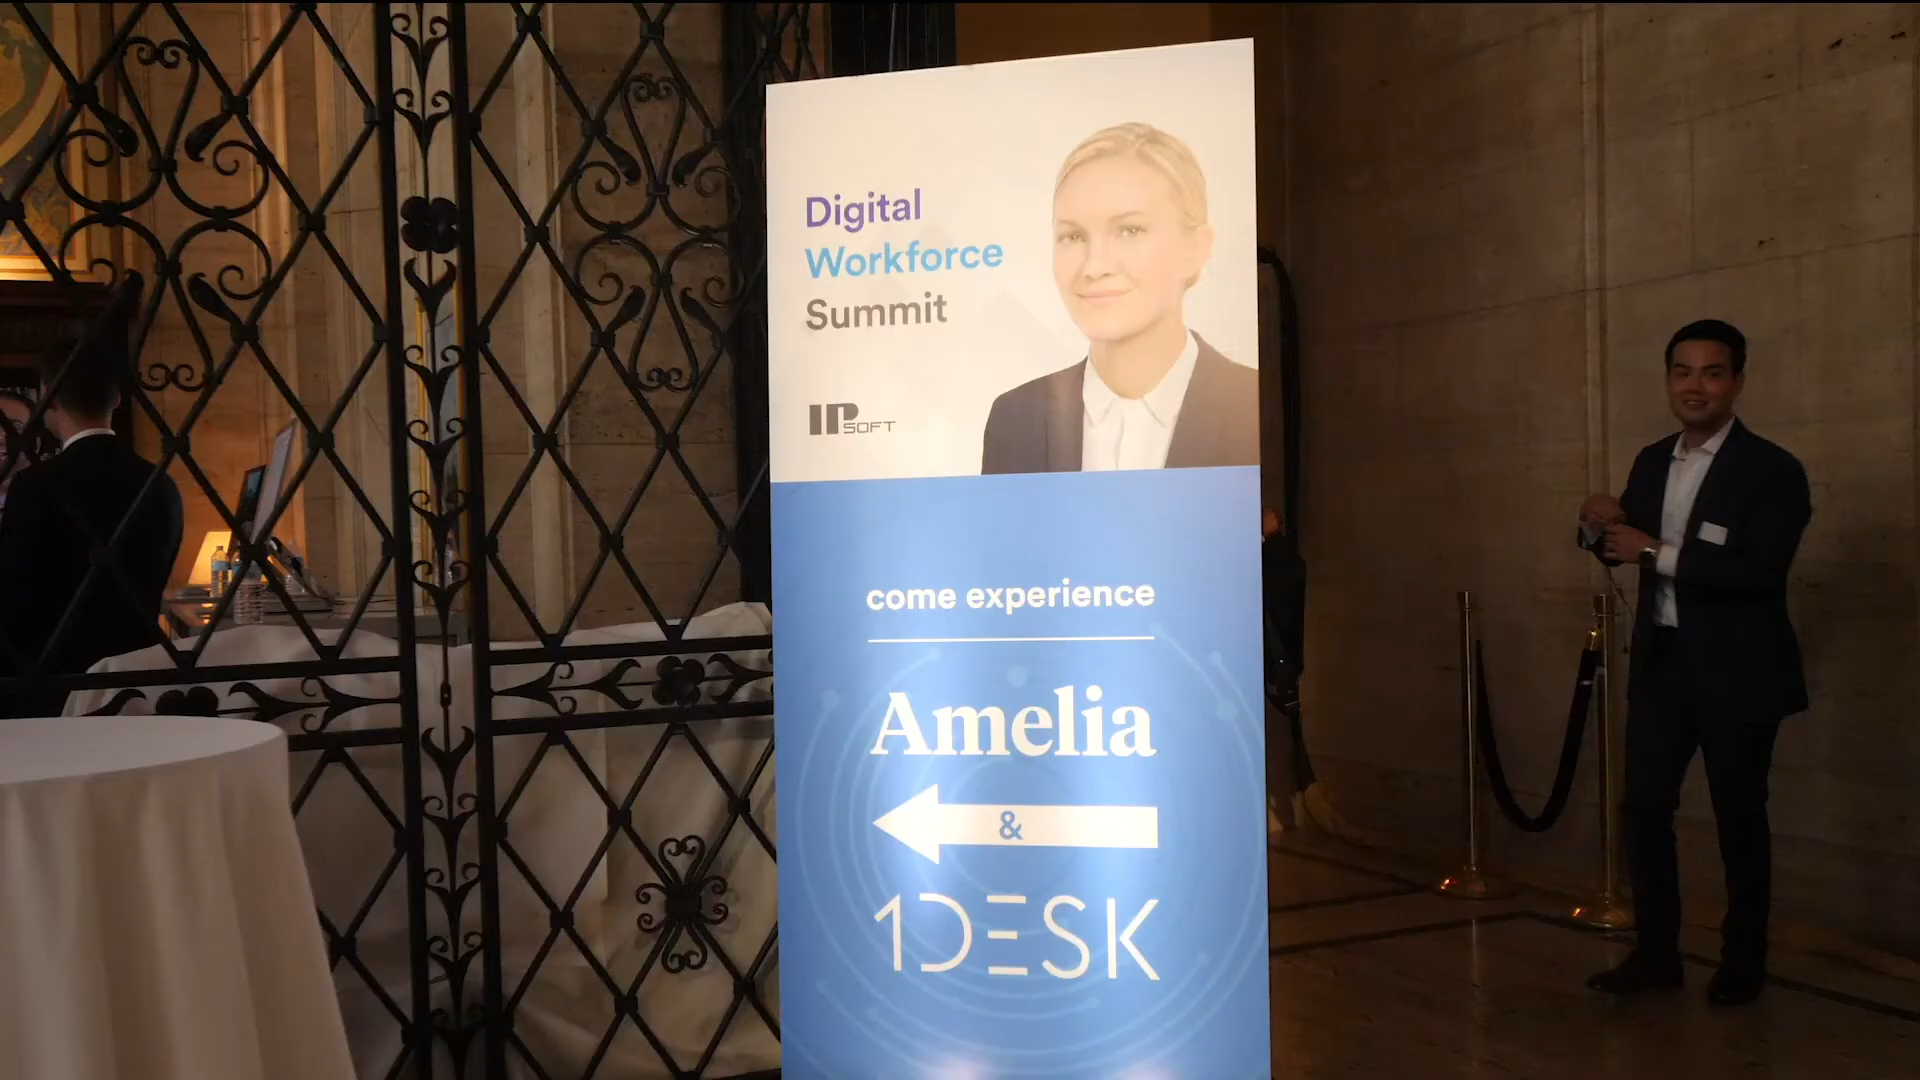 Digital
Workforce
Summit
IPSOFT
come experience
Amelia
&
1DESK